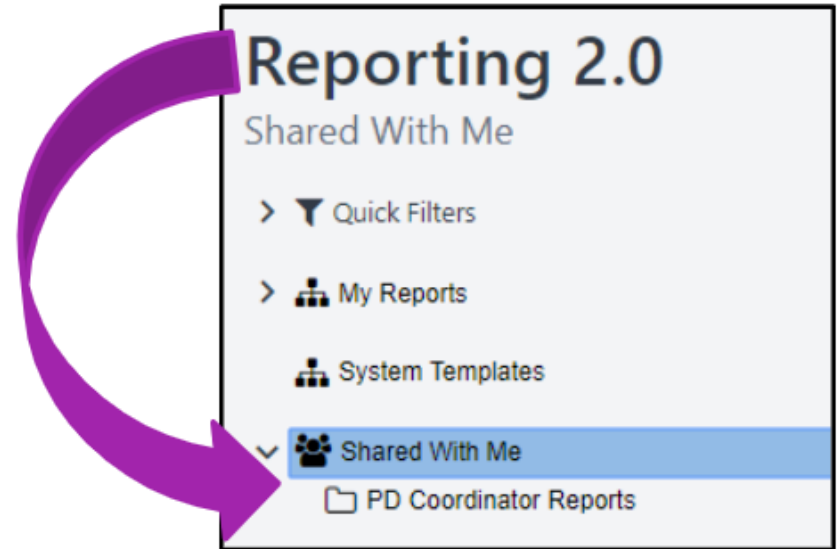 Reporting 2.0
Shared With Me
Quick Filters
My Reports
System Templates
Shared With Me
PD Coordinator Reports